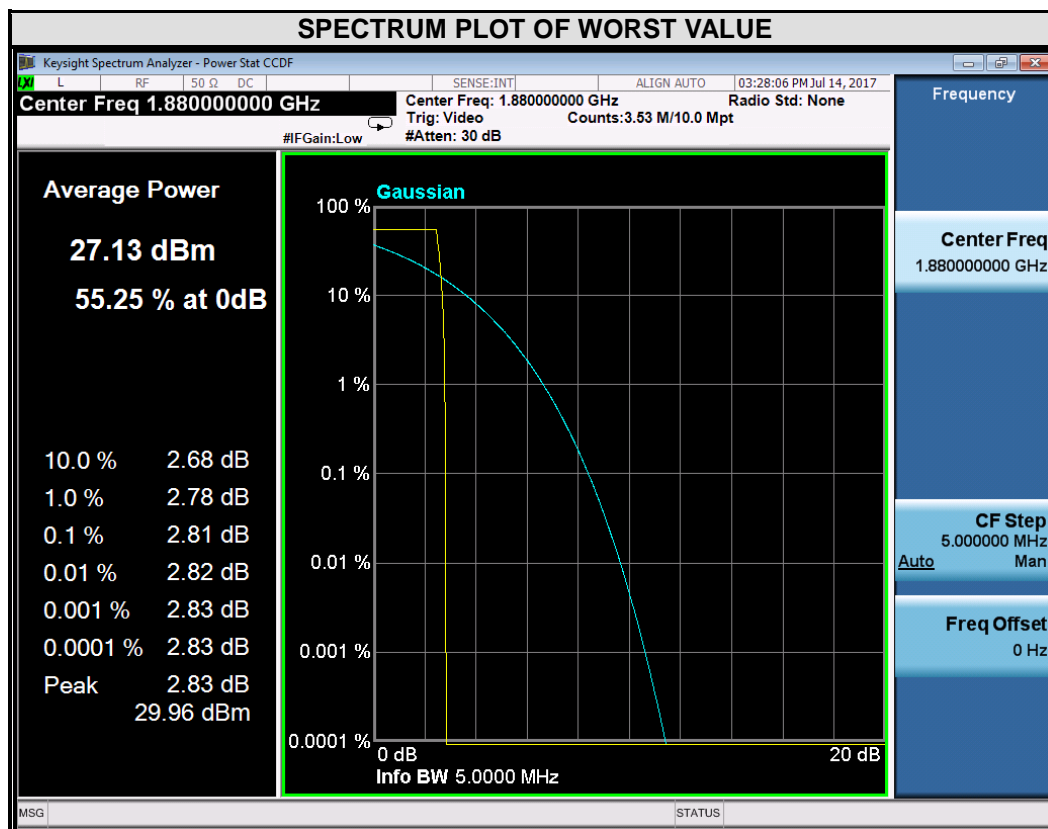 SPECTRUM PLOT OF WORST VALUE
Keysight Spectrum Analyzer - Power Stat CCDF
LXI L RF 50 Ω DC SENSE:INT ALIGN AUTO 03:28:06 PM Jul 14, 2017
Center Freq 1.880000000 GHz
Center Freq: 1.880000000 GHz Radio Std: None
Trig: Video Counts:3.53 M/10.0 Mpt
#IFGain:Low #Atten: 30 dB
Average Power
27.13 dBm
55.25 % at 0dB
10.0 % 2.68 dB
1.0 % 2.78 dB
0.1 % 2.81 dB
0.01 % 2.82 dB
0.001 % 2.83 dB
0.0001 % 2.83 dB
Peak 2.83 dB
29.96 dBm
Gaussian
100 %
10 %
1 %
0.1 %
0.01 %
0.001 %
0.0001 %
0 dB 20 dB
Info BW 5.0000 MHz
Frequency
Center Freq
1.880000000 GHz
CF Step
5.000000 MHz
Auto Man
Freq Offset
0 Hz
MSG STATUS